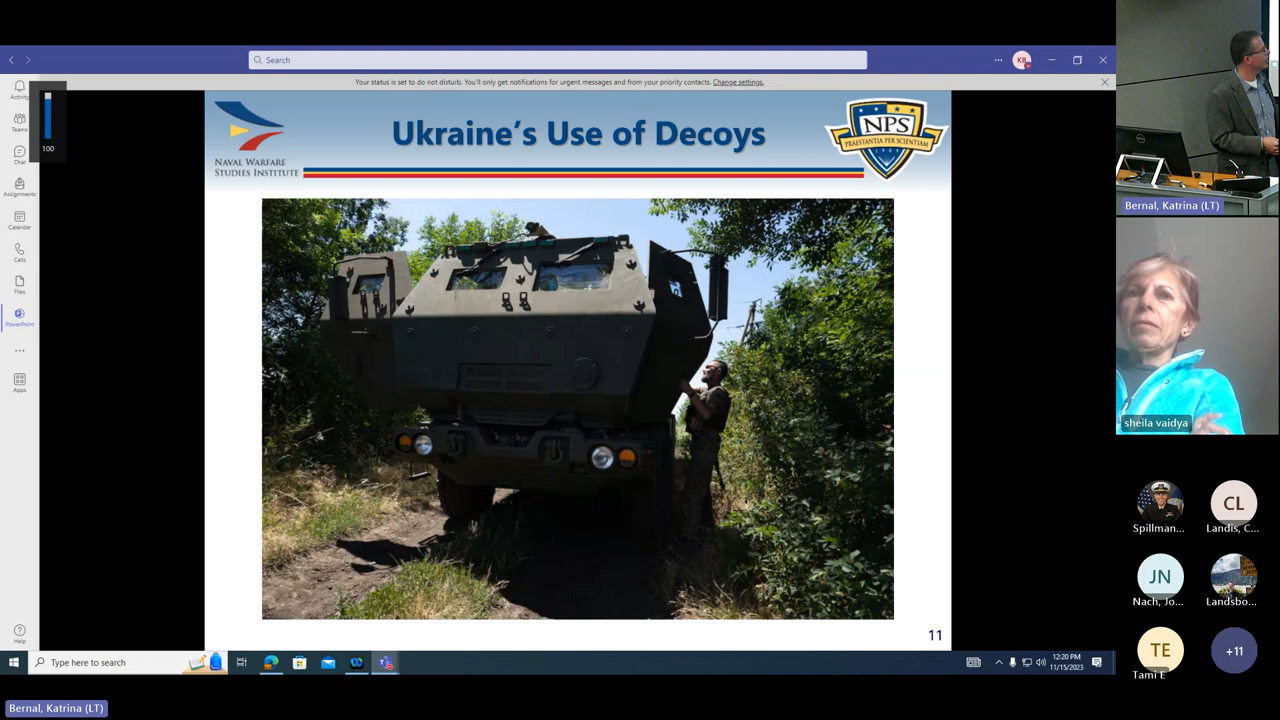 Search
KB
Your status is set to do not disturb. You'll only get notifications for urgent messages and from your priority contacts. Change settings.
Activity
Teams
Chat
Assignments
Calendar
Calls
Files
PowerPoint
Apps
Help
100
NAVAL WARFARE
STUDIES INSTITUTE
Ukraine's Use of Decoys
NPS
PRAESTANTIA PER SCIENTIAM
11
Type here to search
12:20 PM
11/15/2023
Bernal, Katrina (LT)
Bernal, Katrina (LT)
sheila vaidya
Spillman...
CL
Landis, C...
JN
Nach, Jo...
Landsbo...
TE
Tami E
+11